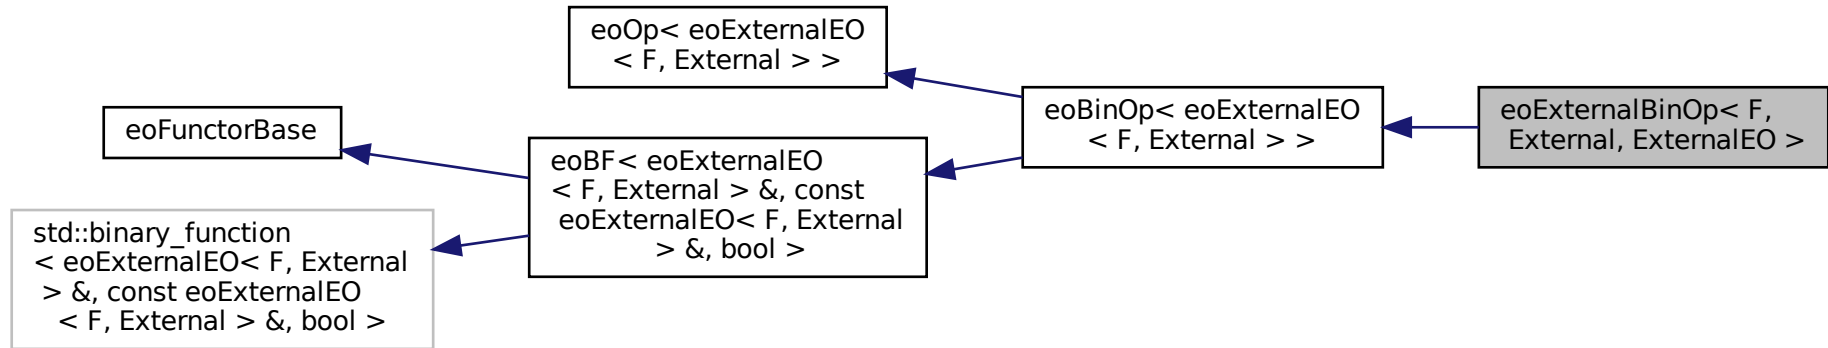 eoOp< eoExternalEO
< F, External > >
eoFunctorBase
eoBF< eoExternalEO
< F, External > &, const
eoExternalEO< F, External
> &, bool >
std::binary_function
< eoExternalEO< F, External
> &, const eoExternalEO
< F, External > &, bool >
eoBinOp< eoExternalEO
< F, External > >
eoExternalBinOp< F,
External, ExternalEO >